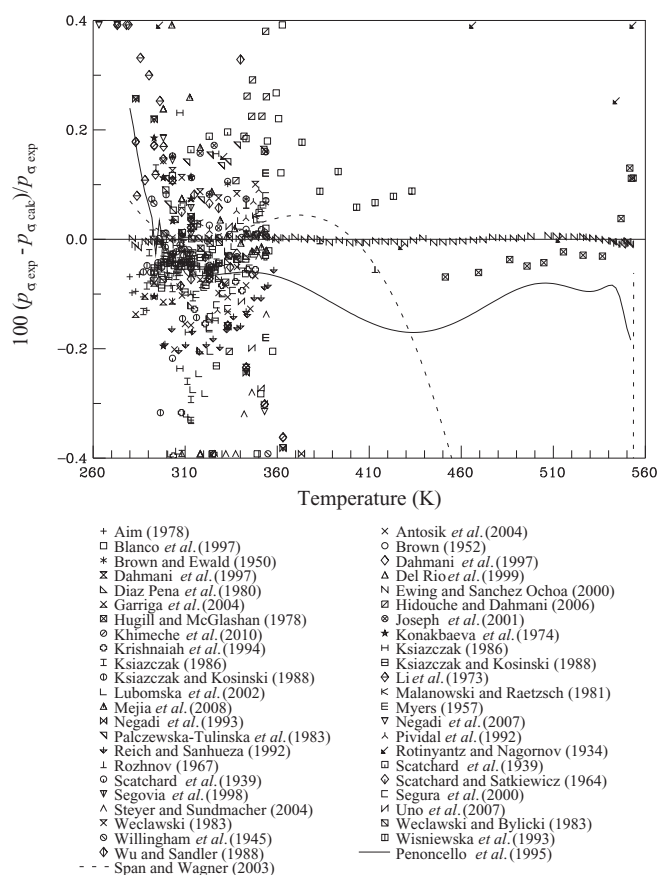 0.4
0.2
0.0
-0.2
-0.4
100 (pσ exp - pσ calc)/pσ exp
260 310 360 410 460 510 560
Temperature (K)
Aim (1978)
Blanco et al. (1997)
Brown and Ewald (1950)
Dahmani et al. (1997)
Diaz Pena et al. (1980)
Garriga et al. (2004)
Hugill and McGlashan (1978)
Khimeche et al. (2010)
Krishnaiah et al. (1994)
Ksiazczak (1986)
Ksiazczak and Kosinski (1988)
Lubomska et al. (2002)
Mejia et al. (2008)
Negadi et al. (1993)
Palczewska-Tulinska et al. (1983)
Reich and Sanhueza (1992)
Rozhnov (1967)
Scatchard et al. (1939)
Segovia et al. (1998)
Steyer and Sundmacher (2004)
Weclawski (1983)
Willingham et al. (1945)
Wu and Sandler (1988)
Span and Wagner (2003)
Antosik et al. (2004)
Brown (1952)
Dahmani et al. (1997)
Del Rio et al. (1999)
Ewing and Sanchez Ochoa (2000)
Hidouche and Dahmani (2006)
Joseph et al. (2001)
Konakbaeva et al. (1974)
Ksiazczak (1986)
Ksiazczak and Kosinski (1988)
Li et al. (1973)
Malanowski and Raetzsch (1981)
Myers (1957)
Negadi et al. (2007)
Pividal et al. (1992)
Rotinyantz and Nagornov (1934)
Scatchard et al. (1939)
Scatchard and Satkiewicz (1964)
Segura et al. (2000)
Uno et al. (2007)
Weclawski and Bylicki (1983)
Wisniewska et al. (1993)
Penoncello et al. (1995)